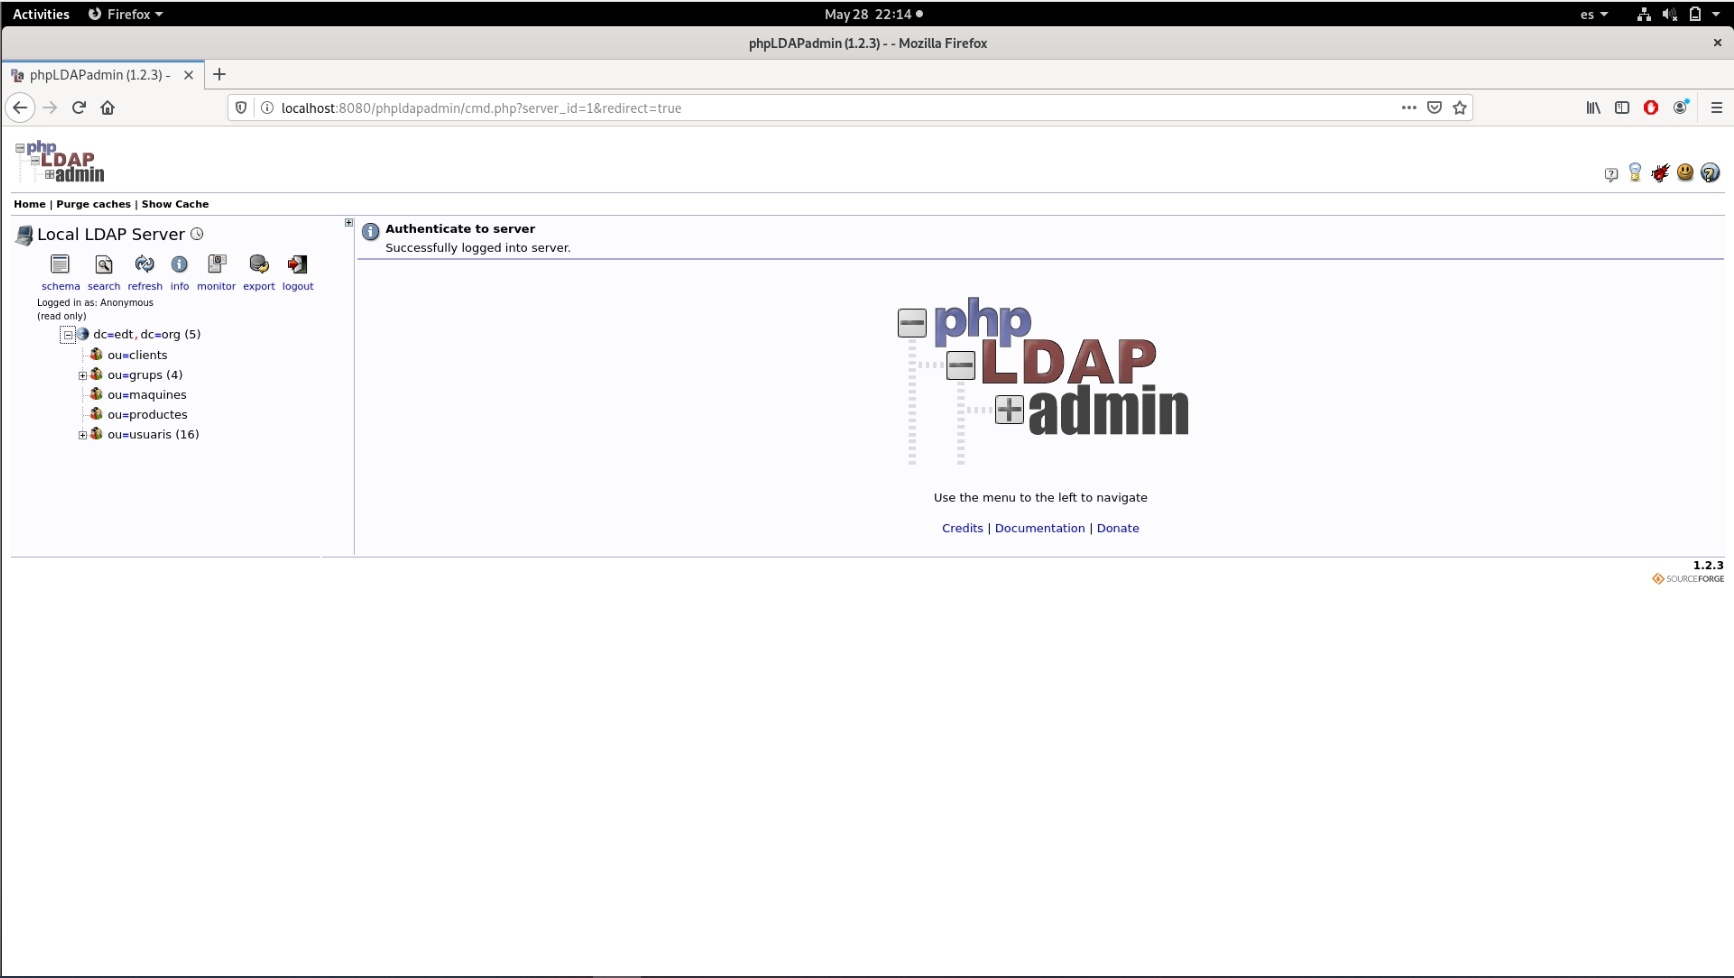 Activities Firefox May 28 22:14 es
phpLDAPadmin (1.2.3) - - Mozilla Firefox
phpLDAPadmin (1.2.3) -
localhost:8080/phpldapadmin/cmd.php?server_id=1&redirect=true
php
LDAP
admin
Home | Purge caches | Show Cache
Local LDAP Server
schema search refresh info monitor export logout
Logged in as: Anonymous
(read only)
dc=edt, dc=org (5)
ou=clients
ou=grups (4)
ou=maquines
ou=productes
ou=usuaris (16)
Authenticate to server
Successfully logged into server.
php
LDAP
admin
Use the menu to the left to navigate
Credits | Documentation | Donate
1.2.3
SOURCEFORGE